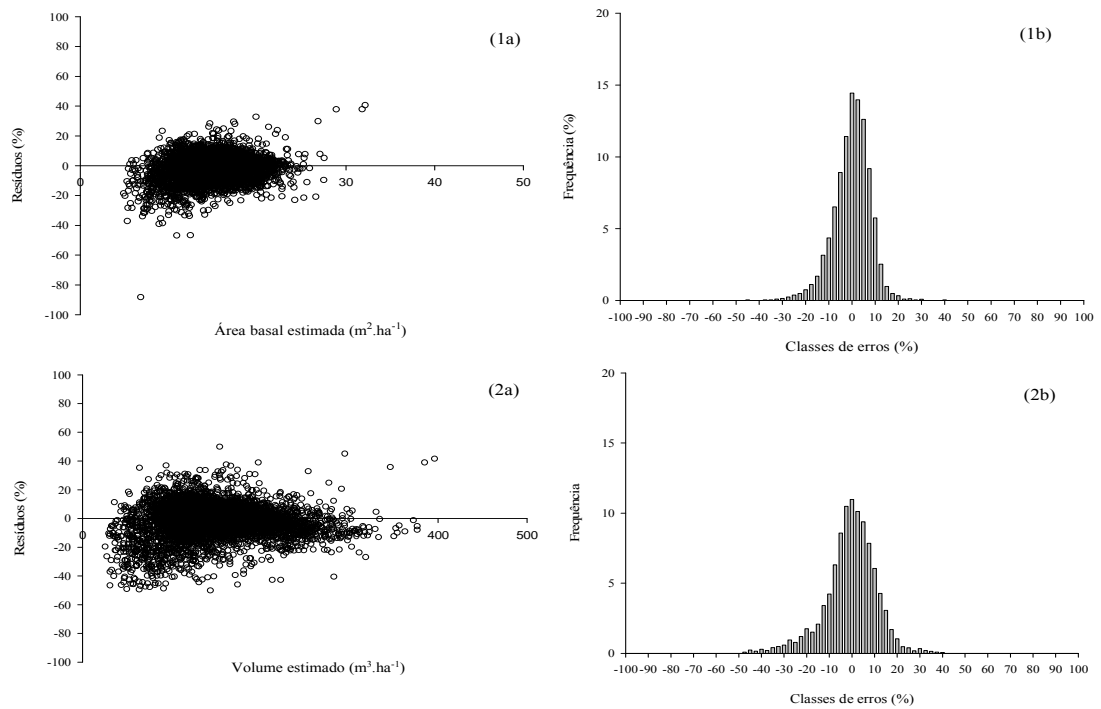 (1a)
Resíduos (%)
100
80
60
40
20
0
-20
-40
-60
-80
-100
0 30 40 50
Área basal estimada (m².ha⁻¹)
(1b)
Frequência (%)
20
15
10
5
0
-100 -90 -80 -70 -60 -50 -40 -30 -20 -10 0 10 20 30 40 50 60 70 80 90 100
Classes de erros (%)
(2a)
Resíduos (%)
100
80
60
40
20
0
-20
-40
-60
-80
-100
0 400 500
Volume estimado (m³.ha⁻¹)
(2b)
Frequência
20
15
10
5
0
-100 -90 -80 -70 -60 -50 -40 -30 -20 -10 0 10 20 30 40 50 60 70 80 90 100
Classes de erros (%)